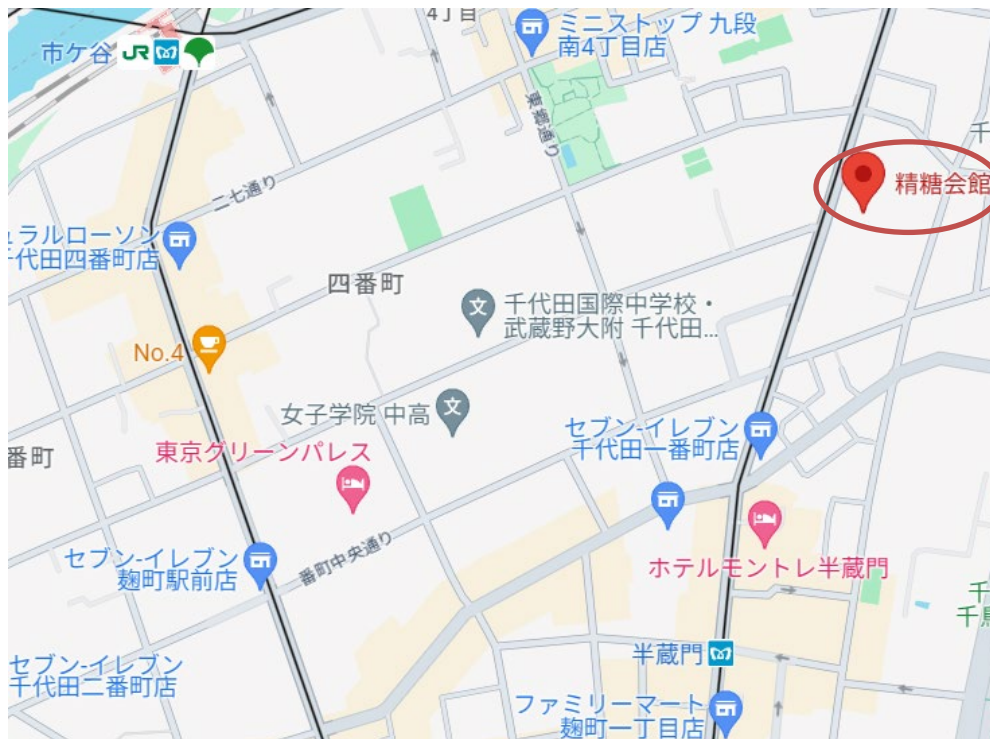 4丁目
ミニストップ 九段
南4丁目店
市ケ谷 JR
東郷通り
千
精糖会館
二七通り
ュラルローソン
千代田四番町店
四番町
千代田国際中学校・
武蔵野大附 千代田...
No.4
女子学院 中高
文
文
セブン-イレブン
千代田一番町店
番町
東京グリーンパレス
番町中央通り
セブン-イレブン
麹町駅前店
ホテルモントレ半蔵門
千
千鳥
半蔵門
セブン-イレブン
千代田二番町店
ファミリーマート
麹町一丁目店